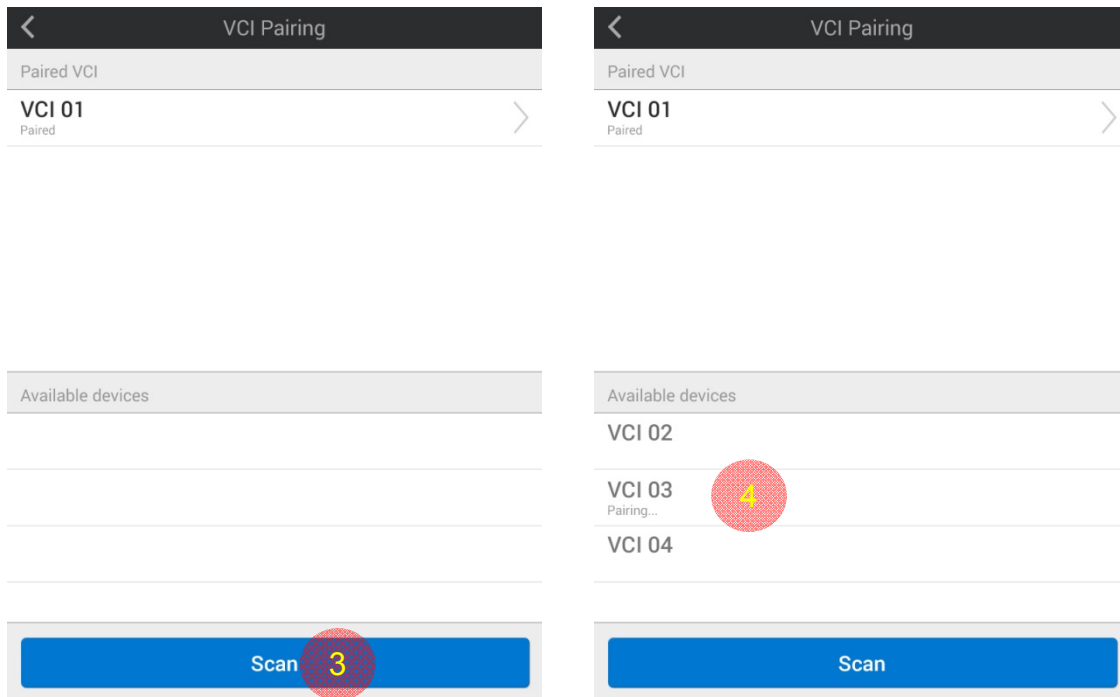 VCI Pairing
Paired VCI
VCI 01
Paired
Available devices
Scan 3
VCI Pairing
Paired VCI
VCI 01
Paired
Available devices
VCI 02
VCI 03
Pairing...
4
VCI 04
Scan